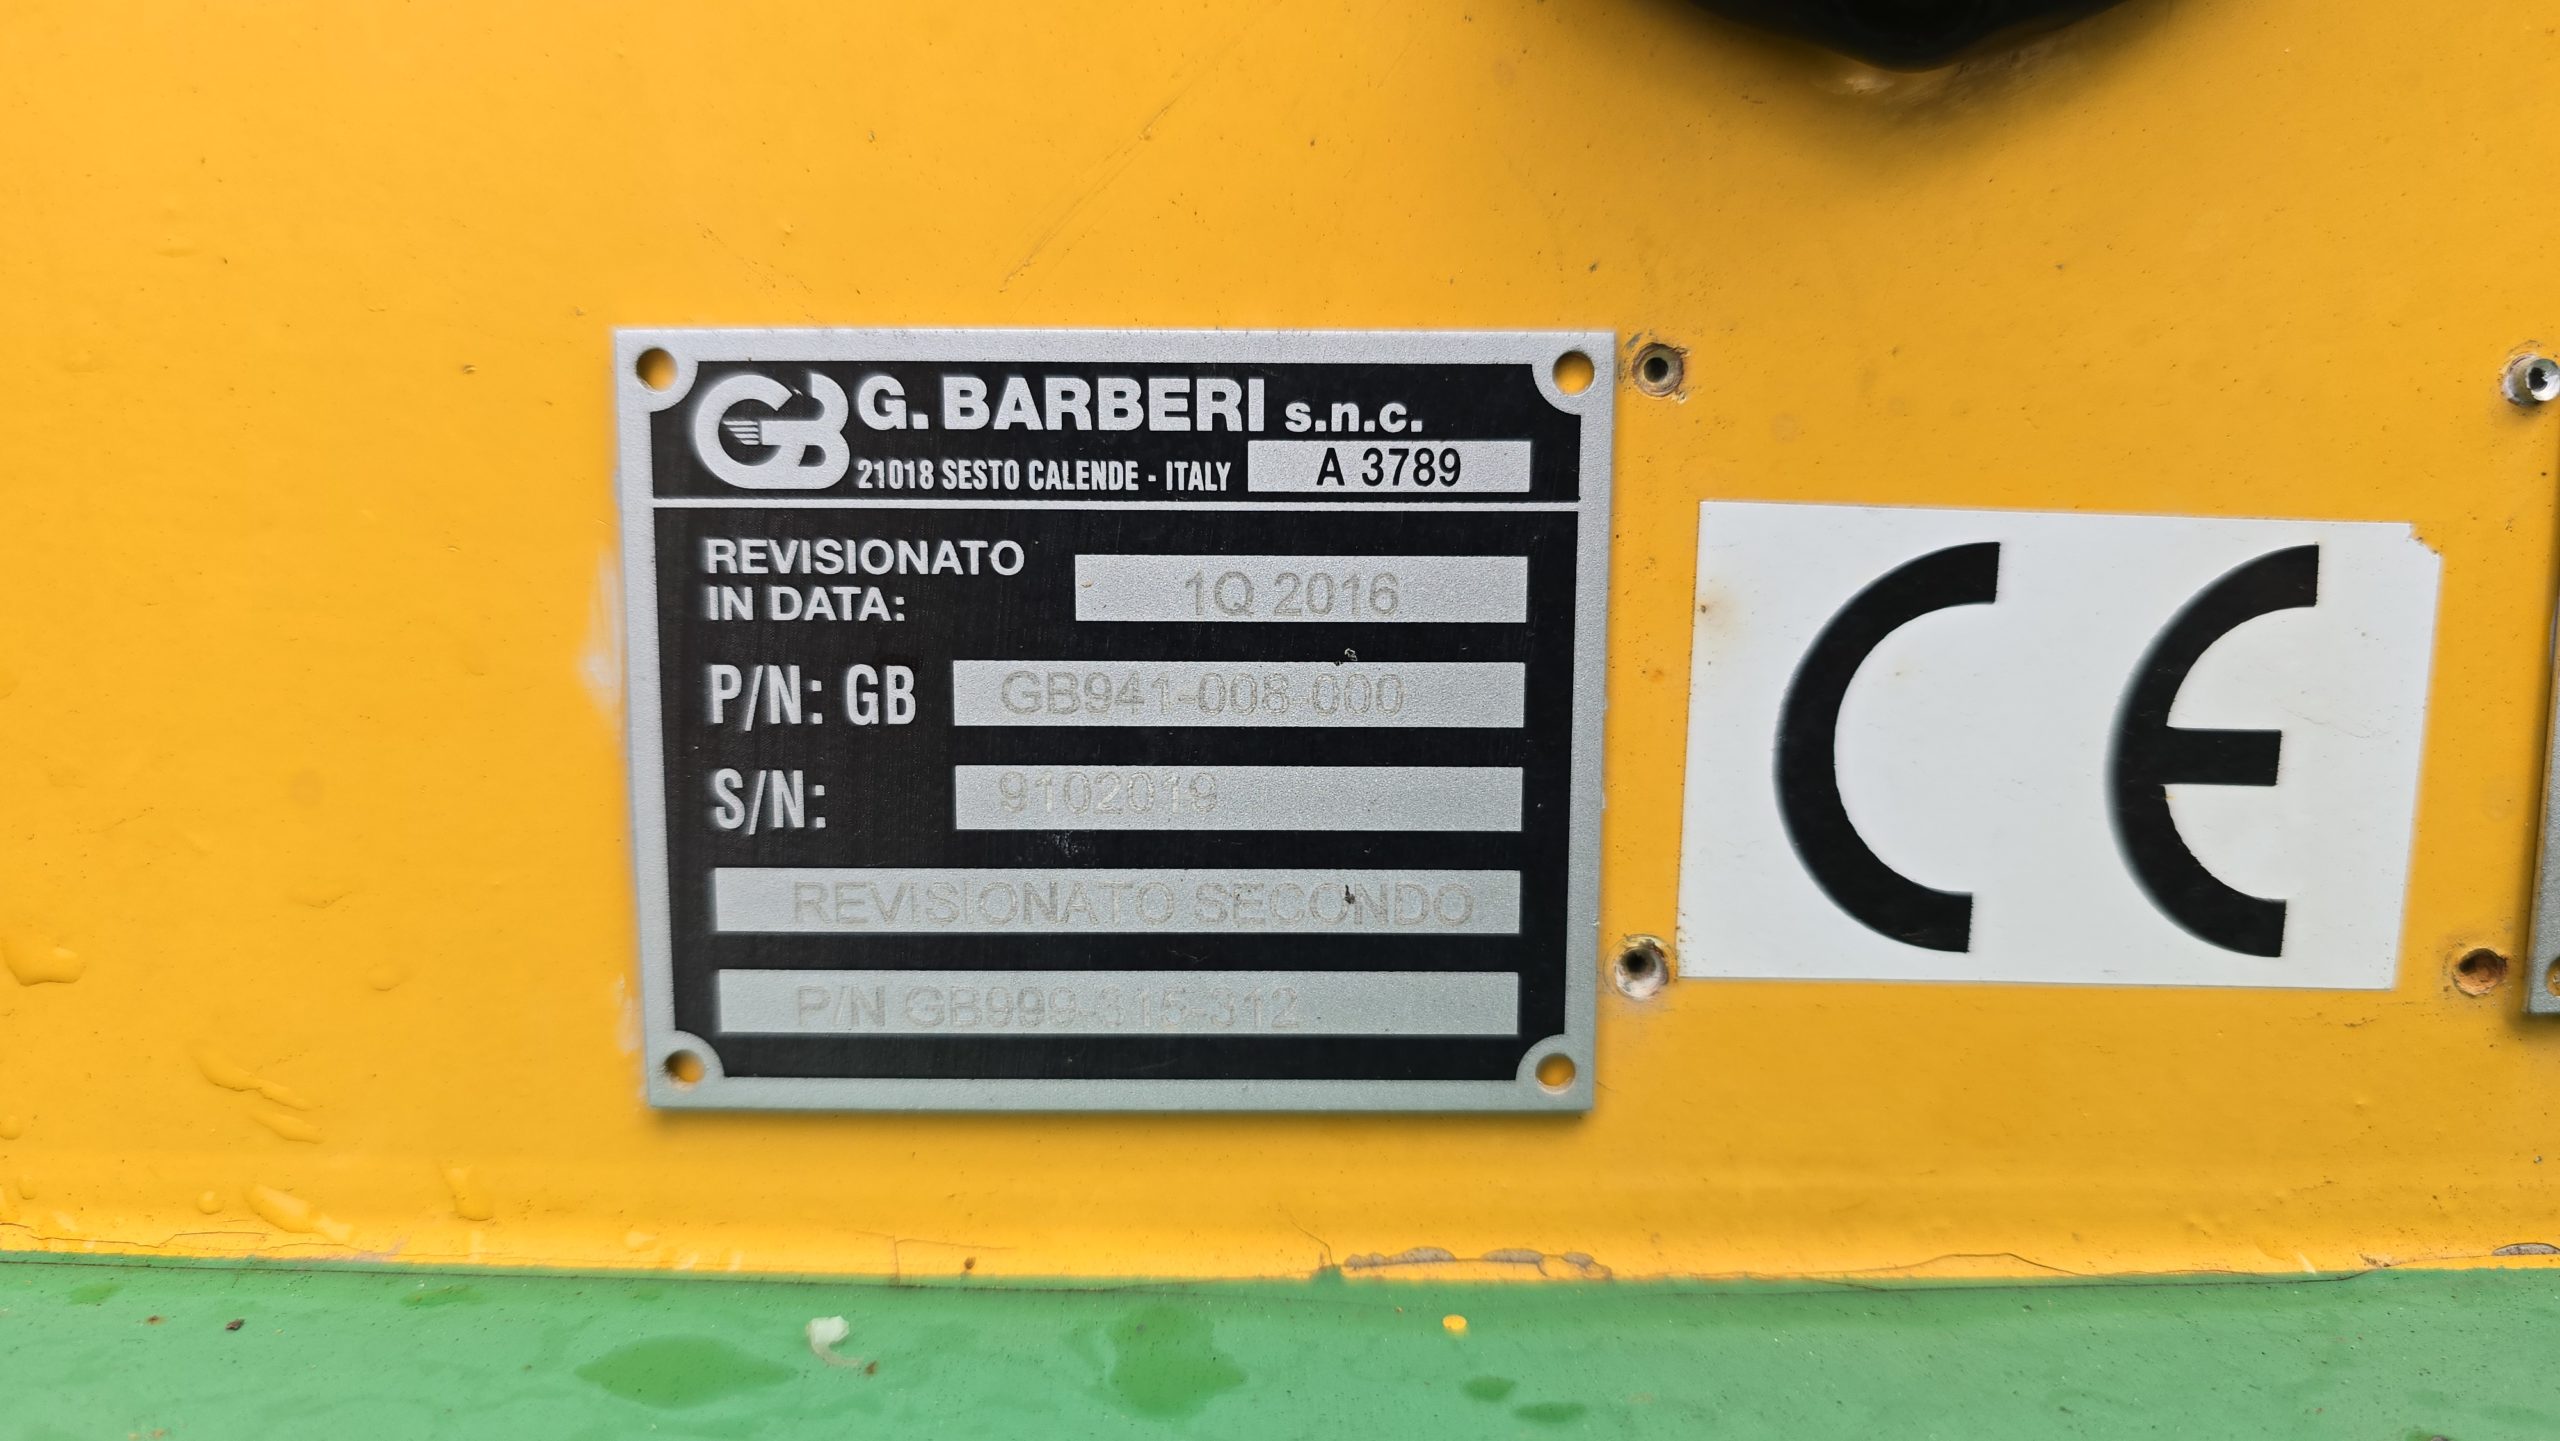 GB G. BARBERI s.n.c.
21018 SESTO CALENDE - ITALY A 3789
REVISIONATO
IN DATA: 1Q 2016
P/N: GB GB941-008-000
S/N: 9102019
REVISIONATO SECONDO
P/N GB999-315-312
CE